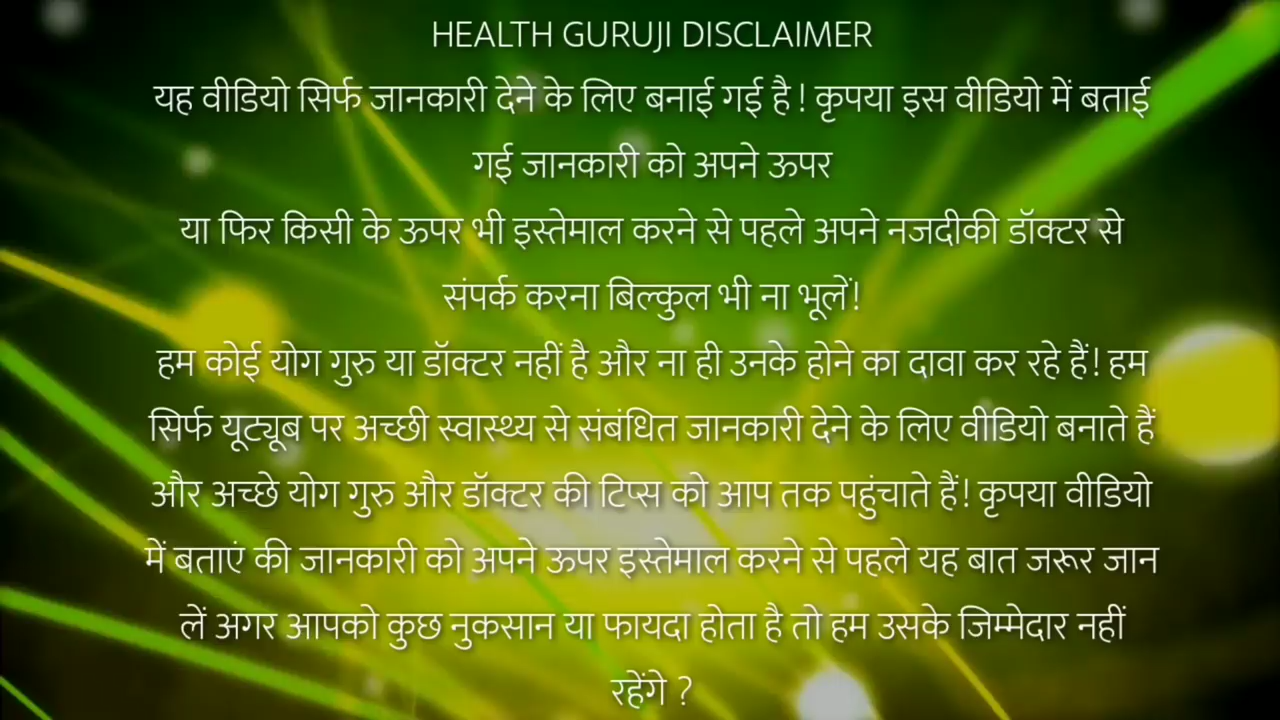 HEALTH GURUJI DISCLAIMER
यह वीडियो सिर्फ जानकारी देने के लिए बनाई गई है! कृपया इस वीडियो में बताई
गई जानकारी को अपने ऊपर
या फिर किसी के ऊपर भी इस्तेमाल करने से पहले अपने नजदीकी डॉक्टर से
संपर्क करना बिल्कुल भी ना भूलें!
हम कोई योग गुरु या डॉक्टर नहीं है और ना ही उनके होने का दावा कर रहे हैं! हम
सिर्फ यूट्यूब पर अच्छी स्वास्थ्य से संबंधित जानकारी देने के लिए वीडियो बनाते हैं
और अच्छे योग गुरु और डॉक्टर की टिप्स को आप तक पहुंचाते हैं! कृपया वीडियो
में बताएं की जानकारी को अपने ऊपर इस्तेमाल करने से पहले यह बात जरूर जान
लें अगर आपको कुछ नुकसान या फायदा होता है तो हम उसके जिम्मेदार नहीं
रहेंगे ?